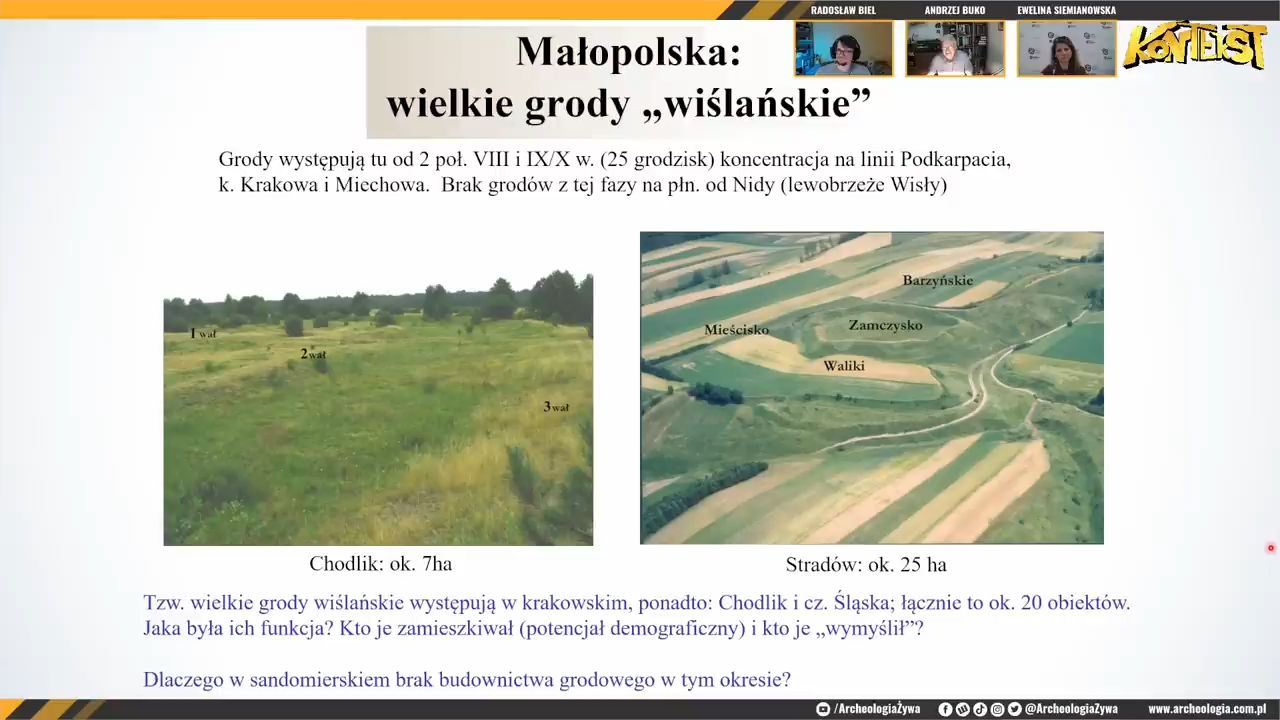 RADOSŁAW BIEL
ANDRZEJ BUKO
EWELINA SIEMIANOWSKA
KONTEKST
Małopolska:
wielkie grody „wiślańskie”
Grody występują tu od 2 poł. VIII i IX/X w. (25 grodzisk) koncentracja na linii Podkarpacia,
k. Krakowa i Miechowa. Brak grodów z tej fazy na płn. od Nidy (lewobrzeże Wisły)
1 wał
2 wał
3 wał
Barzyńskie
Mieścisko
Zamczysko
Waliki
Chodlik: ok. 7ha
Stradów: ok. 25 ha
Tzw. wielkie grody wiślańskie występują w krakowskim, ponadto: Chodlik i cz. Śląska; łącznie to ok. 20 obiektów.
Jaka była ich funkcja? Kto je zamieszkiwał (potencjał demograficzny) i kto je „wymyślił”?
Dlaczego w sandomierskiem brak budownictwa grodowego w tym okresie?
/ArcheologiaŻywa
@ArcheologiaZywa
www.archeologia.com.pl